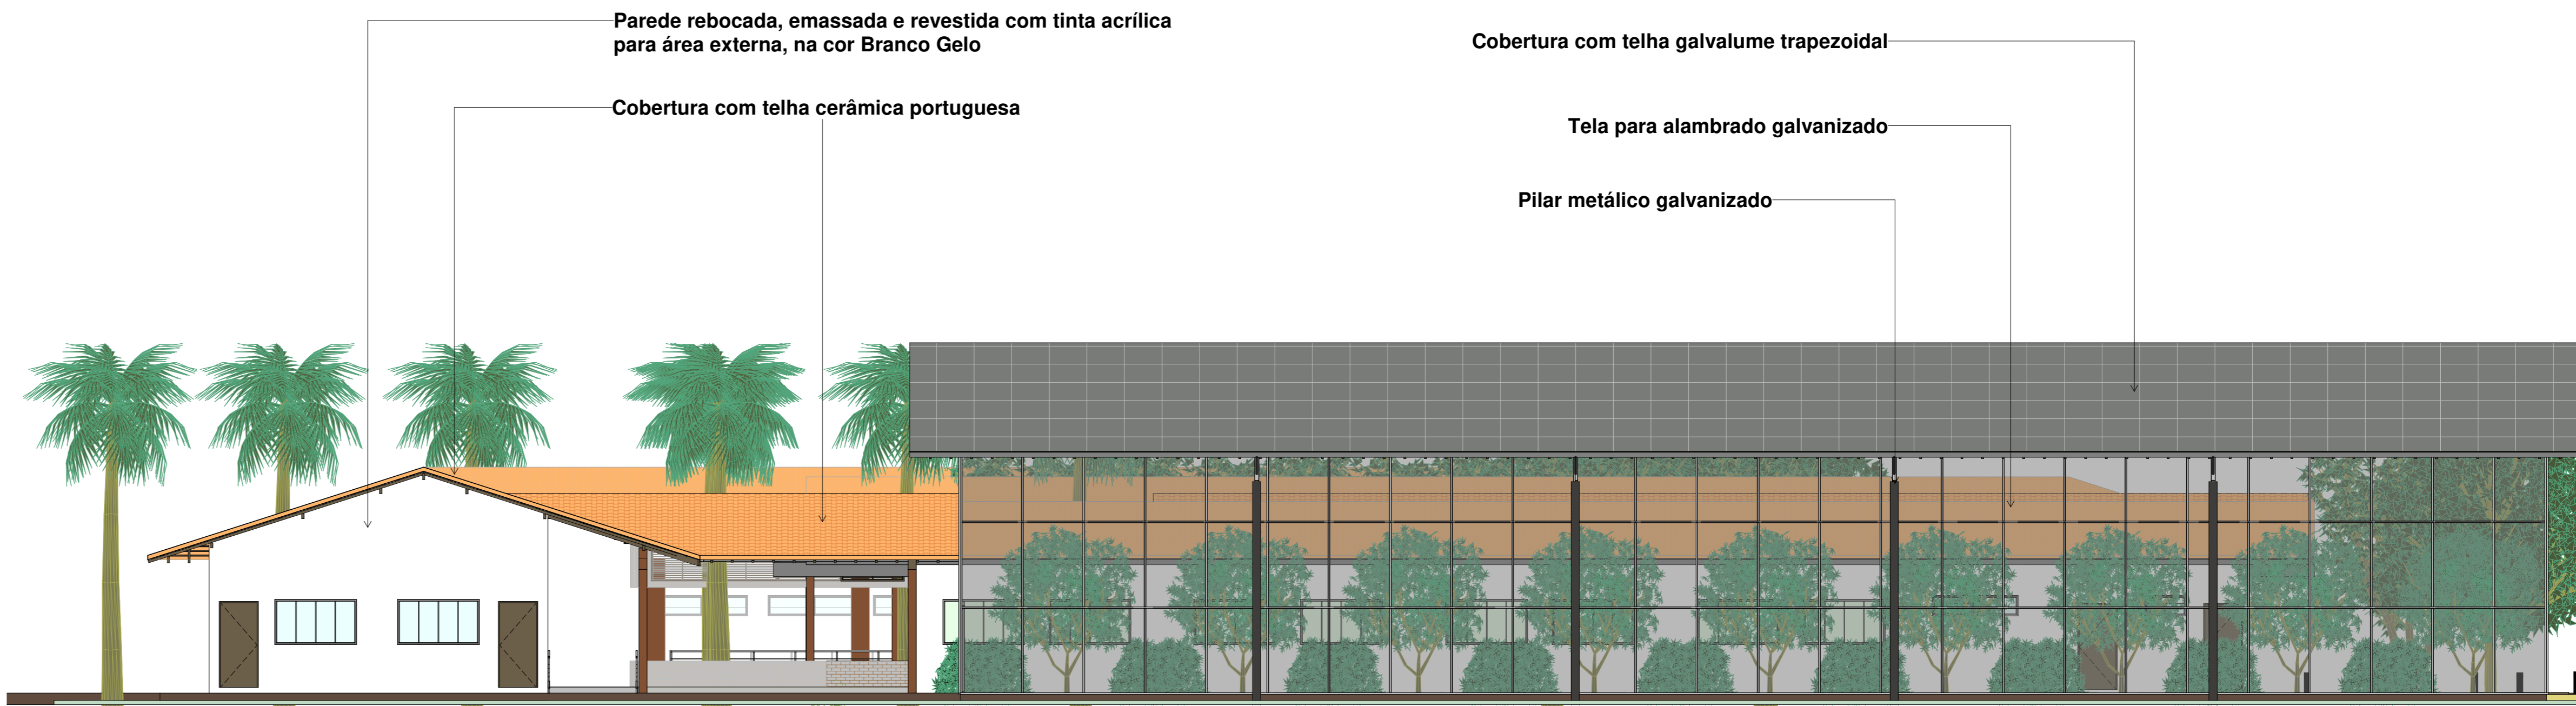 Parede rebocada, emassada e revestida com tinta acrílica
para área externa, na cor Branco Gelo
Cobertura com telha cerâmica portuguesa
Cobertura com telha galvalume trapezoidal
Tela para alambrado galvanizado
Pilar metálico galvanizado